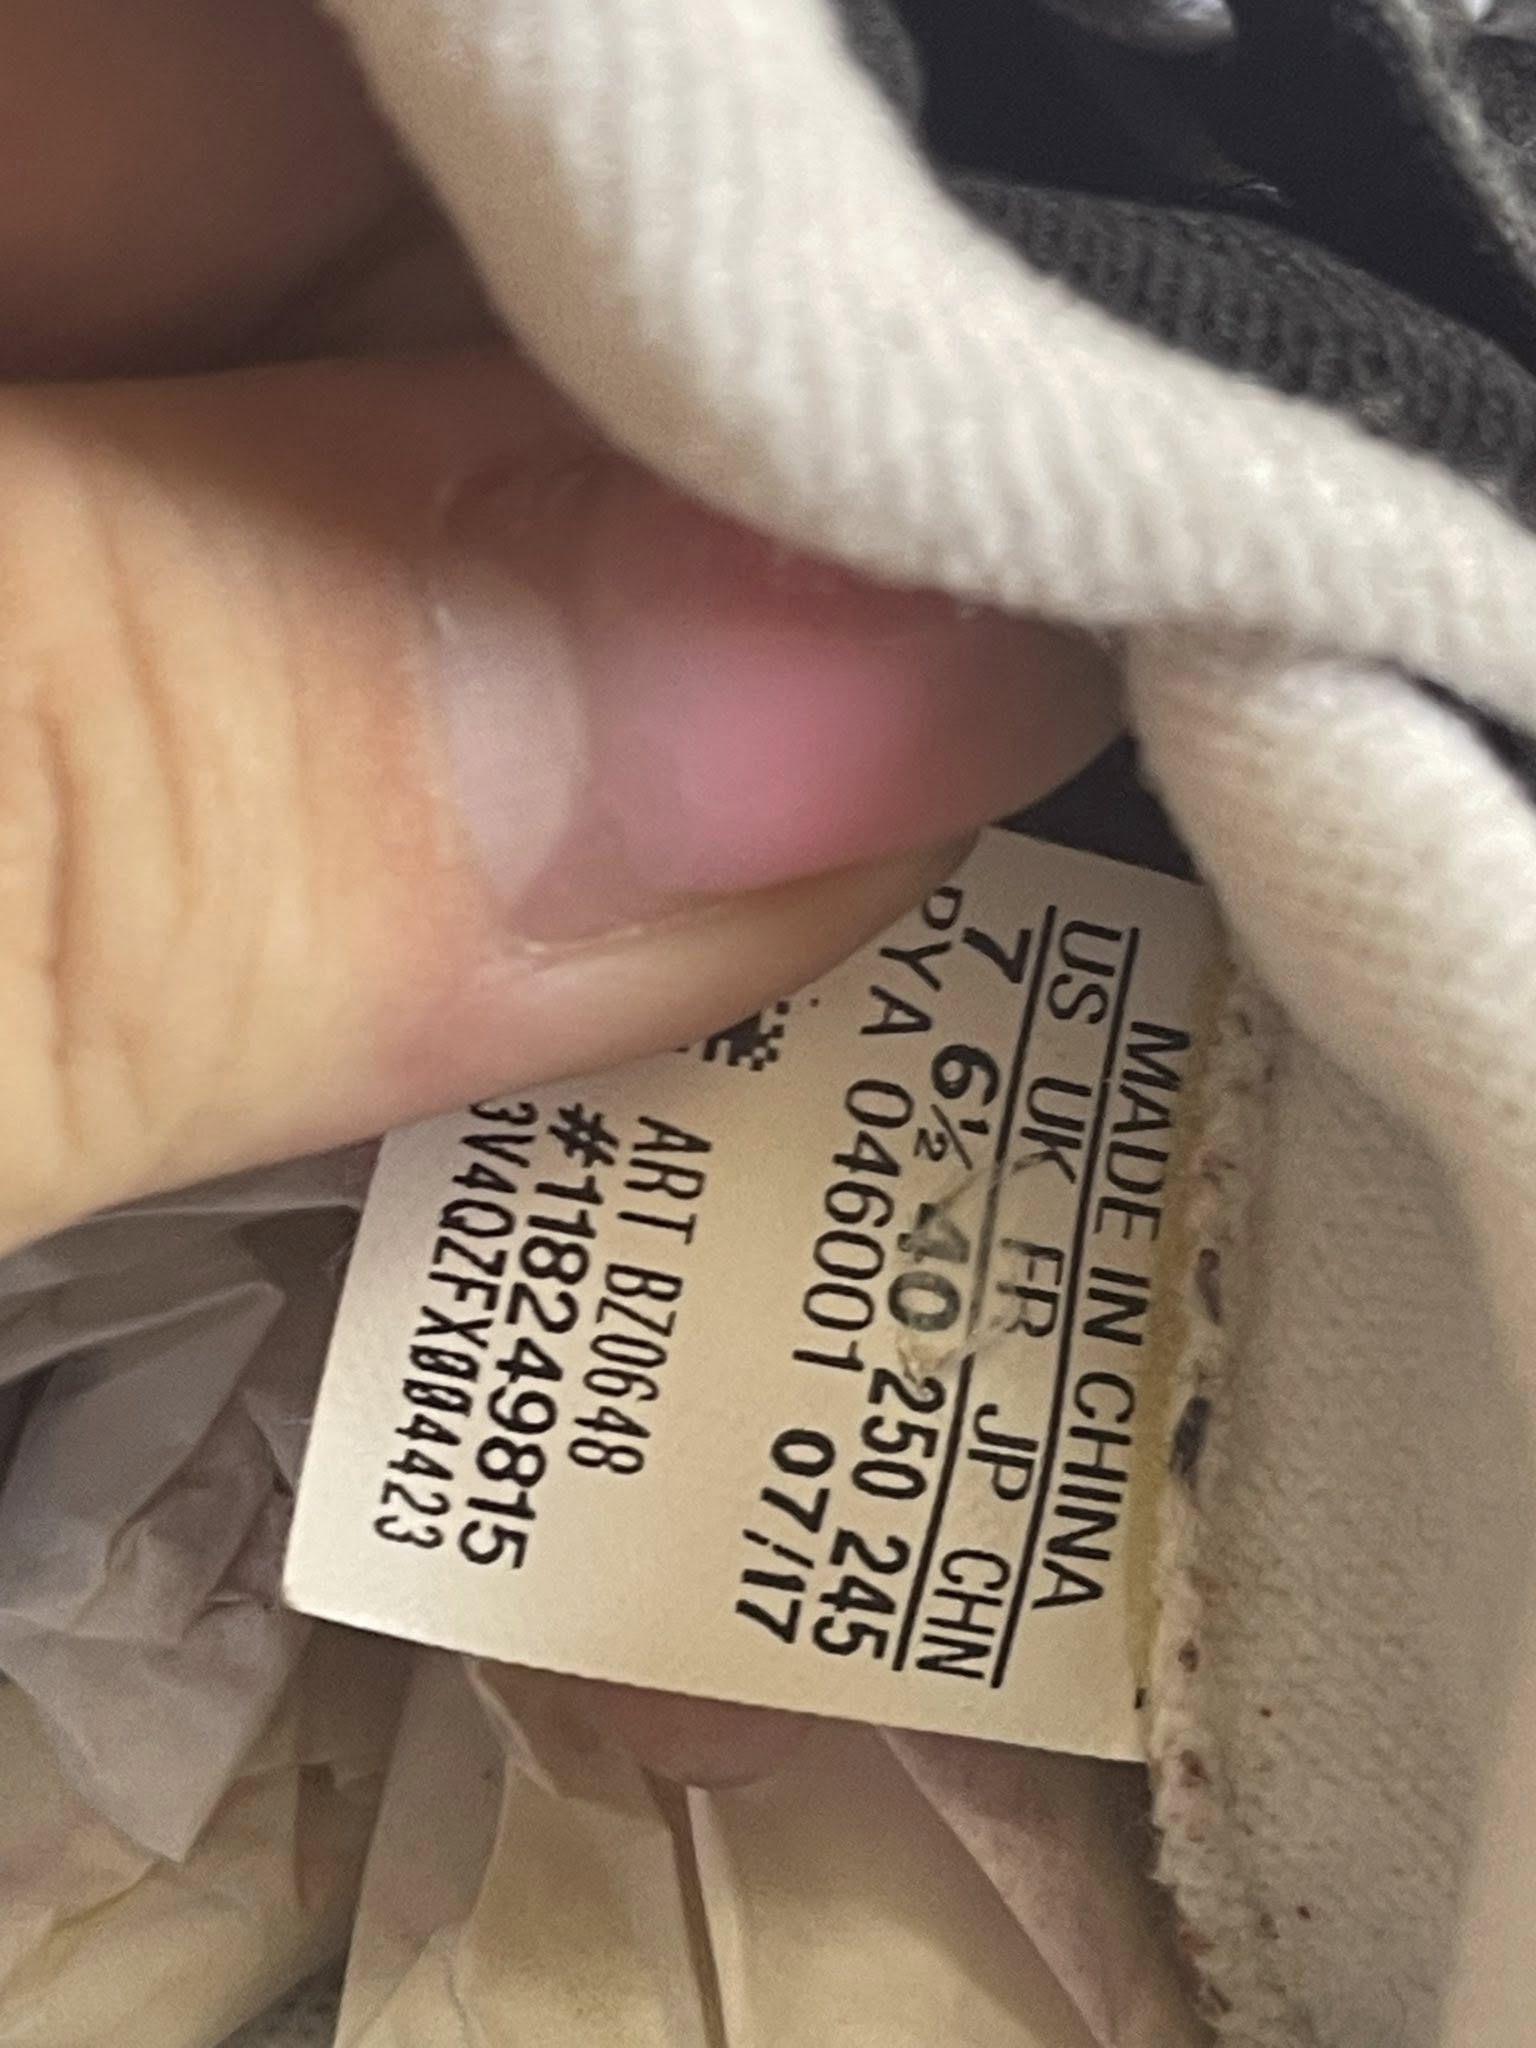 MADE IN CHINA
US UK FR JP CHN
7 6½ 40 250 245
PYA 046001 07/17
ART BZ0648
#118249815
3V4QZFX004423